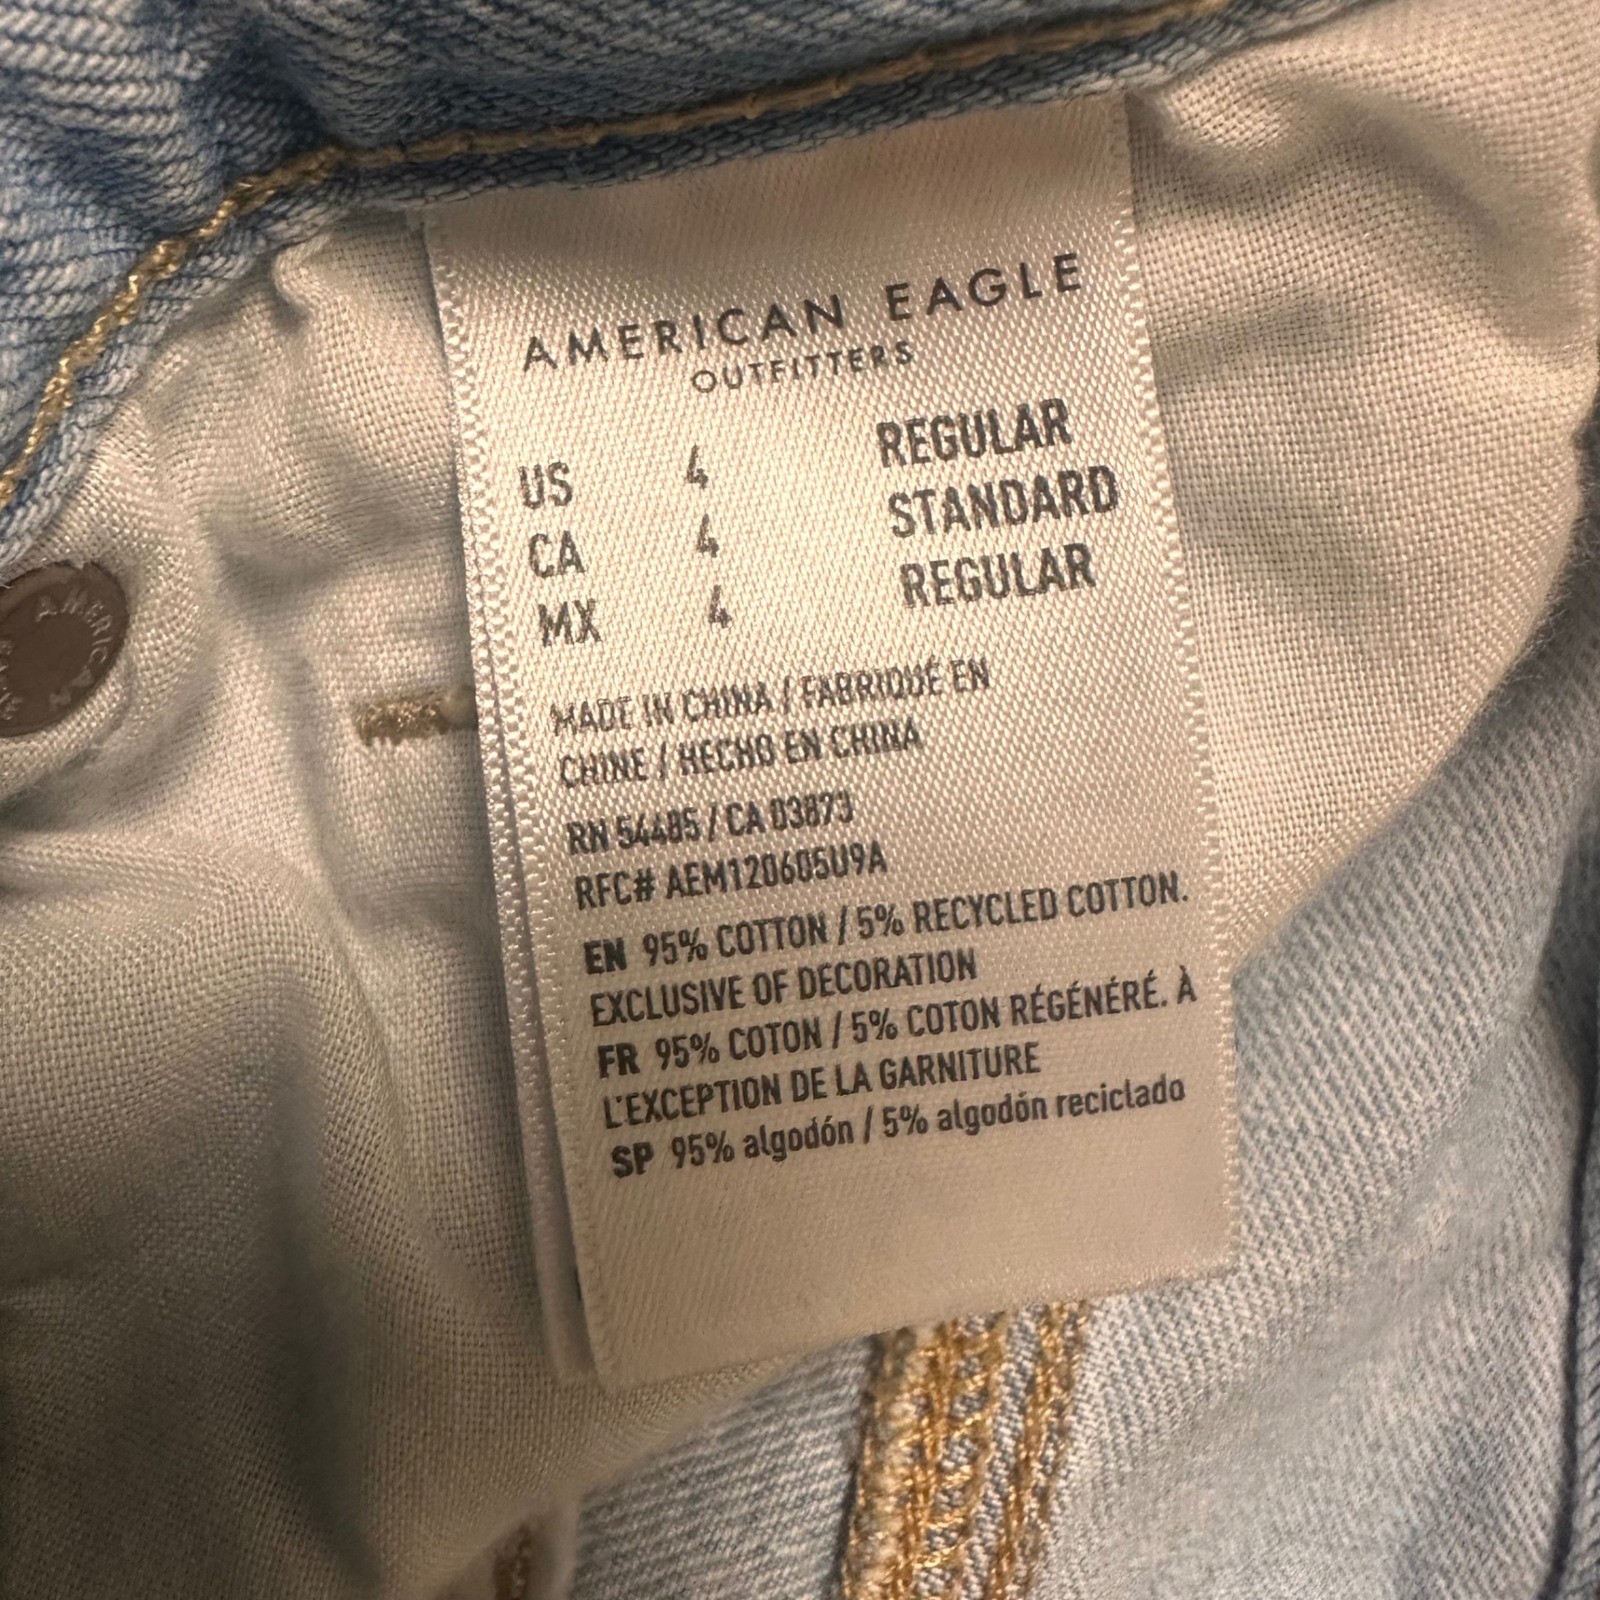 AMERICAN EAGLE
OUTFITTERS
US 4 REGULAR
CA 4 STANDARD
MX 4 REGULAR
MADE IN CHINA / FABRIQUÉ EN
CHINE / HECHO EN CHINA
RN 54485 / CA 03873
RFC# AEM120605U9A
EN 95% COTTON / 5% RECYCLED COTTON.
EXCLUSIVE OF DECORATION
FR 95% COTON / 5% COTON RÉGÉNÉRÉ. À
L'EXCEPTION DE LA GARNITURE
SP 95% algodón / 5% algodón reciclado
AMERICAN